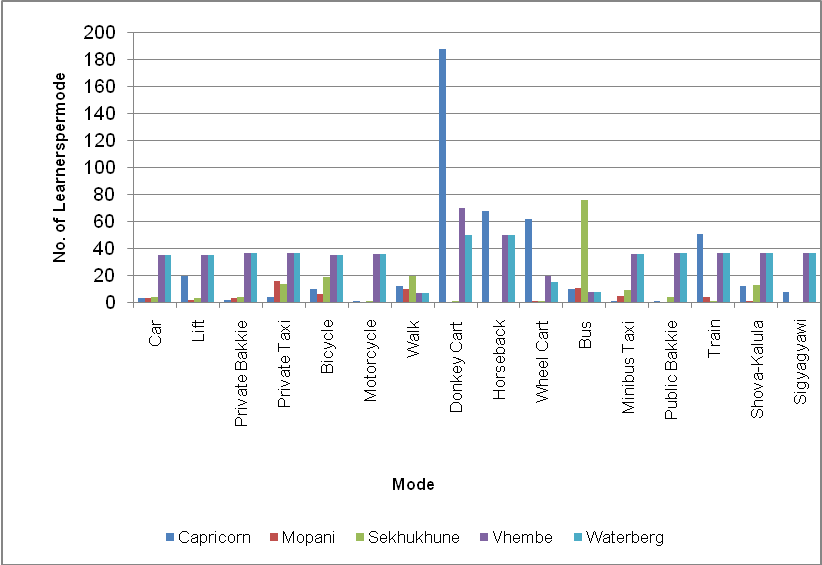 No. of Learnerspermode
200
180
160
140
120
100
80
60
40
20
0
Car
Lift
Private Bakkie
Private Taxi
Bicycle
Motorcycle
Walk
Donkey Cart
Horseback
Wheel Cart
Bus
Minibus Taxi
Public Bakkie
Train
Shova-Kalula
Sigyagyawi
Mode
Capricorn Mopani Sekhukhune Vhembe Waterberg